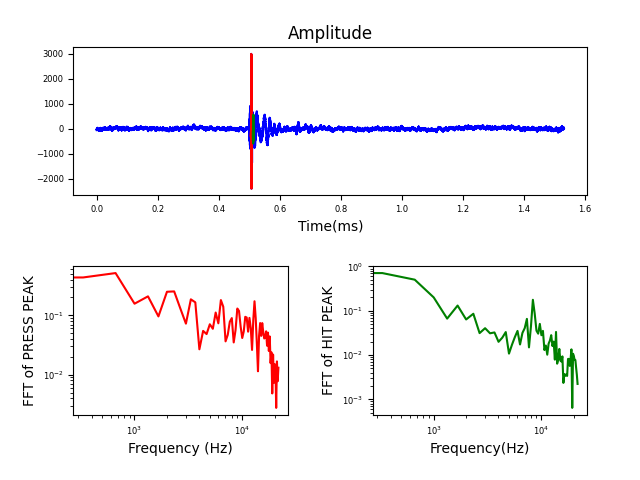 Amplitude
3000
2000
1000
0
−1000
−2000
0.0 0.2 0.4 0.6 0.8 1.0 1.2 1.4 1.6
Time(ms)
FFT of PRESS PEAK
10⁻¹
10⁻²
10³ 10⁴
Frequency (Hz)
FFT of HIT PEAK
10⁰
10⁻¹
10⁻²
10⁻³
10³ 10⁴
Frequency(Hz)